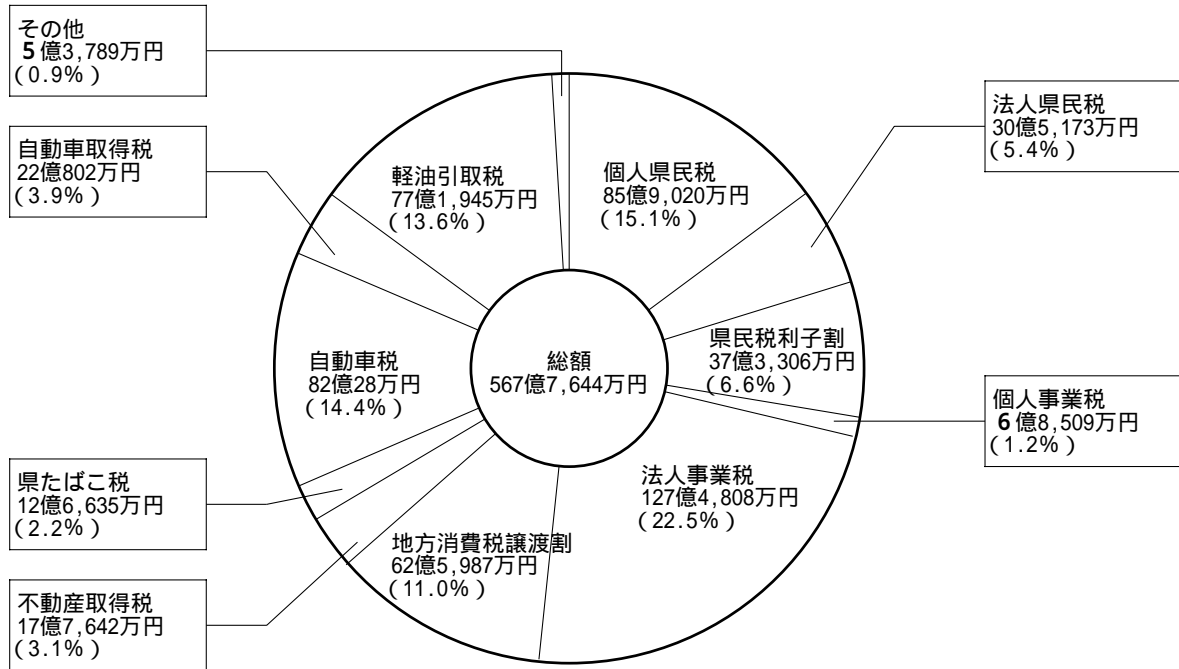 その他
5億3,789万円
(0.9%)
法人県民税
30億5,173万円
(5.4%)
自動車取得税
22億802万円
(3.9%)
軽油引取税
77億1,945万円
(13.6%)
個人県民税
85億9,020万円
(15.1%)
県民税利子割
37億3,306万円
(6.6%)
自動車税
82億28万円
(14.4%)
総額
567億7,644万円
個人事業税
6億8,509万円
(1.2%)
県たばこ税
12億6,635万円
(2.2%)
法人事業税
127億4,808万円
(22.5%)
地方消費税譲渡割
62億5,987万円
(11.0%)
不動産取得税
17億7,642万円
(3.1%)